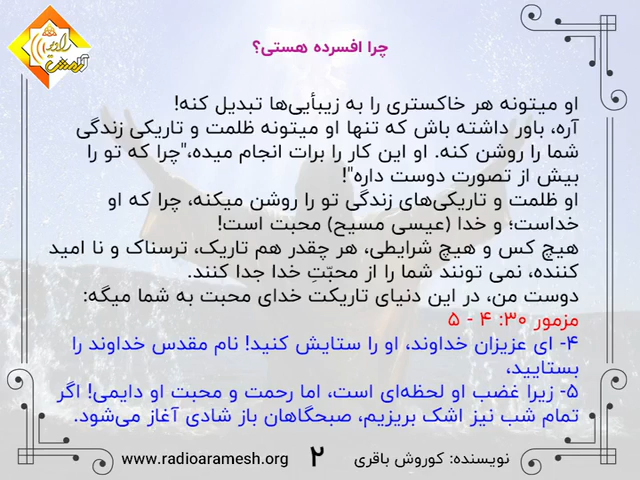 رادیو
آرامش
چرا افسرده هستی؟
او میتونه هر خاکستری را به زیبأیی‌ها تبدیل کنه!
آره، باور داشته باش که تنها او میتونه ظلمت و تاریکی زندگی
شما را روشن کنه. او این کار را برات انجام میده،"چرا که تو را
بیش از تصورت دوست داره"!
او ظلمت و تاریکی‌های زندگی تو را روشن میکنه، چرا که او
خداست؛ و خدا (عیسی مسیح) محبت است!
هیچ کس و هیچ شرایطی، هر چقدر هم تاریک، ترسناک و نا امید
کننده، نمی تونند شما را از محبّتِ خدا جدا کنند.
دوست من، در این دنیای تاریکت خدای محبت به شما میگه:
مزمور ۳۰: ۴ - ۵
۴- ای عزیزان خداوند، او را ستایش کنید! نام مقدس خداوند را
بستایید،
۵- زیرا غضب او لحظه‌ای است، اما رحمت و محبت او دایمی! اگر
تمام شب نیز اشک بریزیم، صبحگاهان باز شادی آغاز می‌شود.
نویسنده: کوروش باقری ۲ www.radioaramesh.org